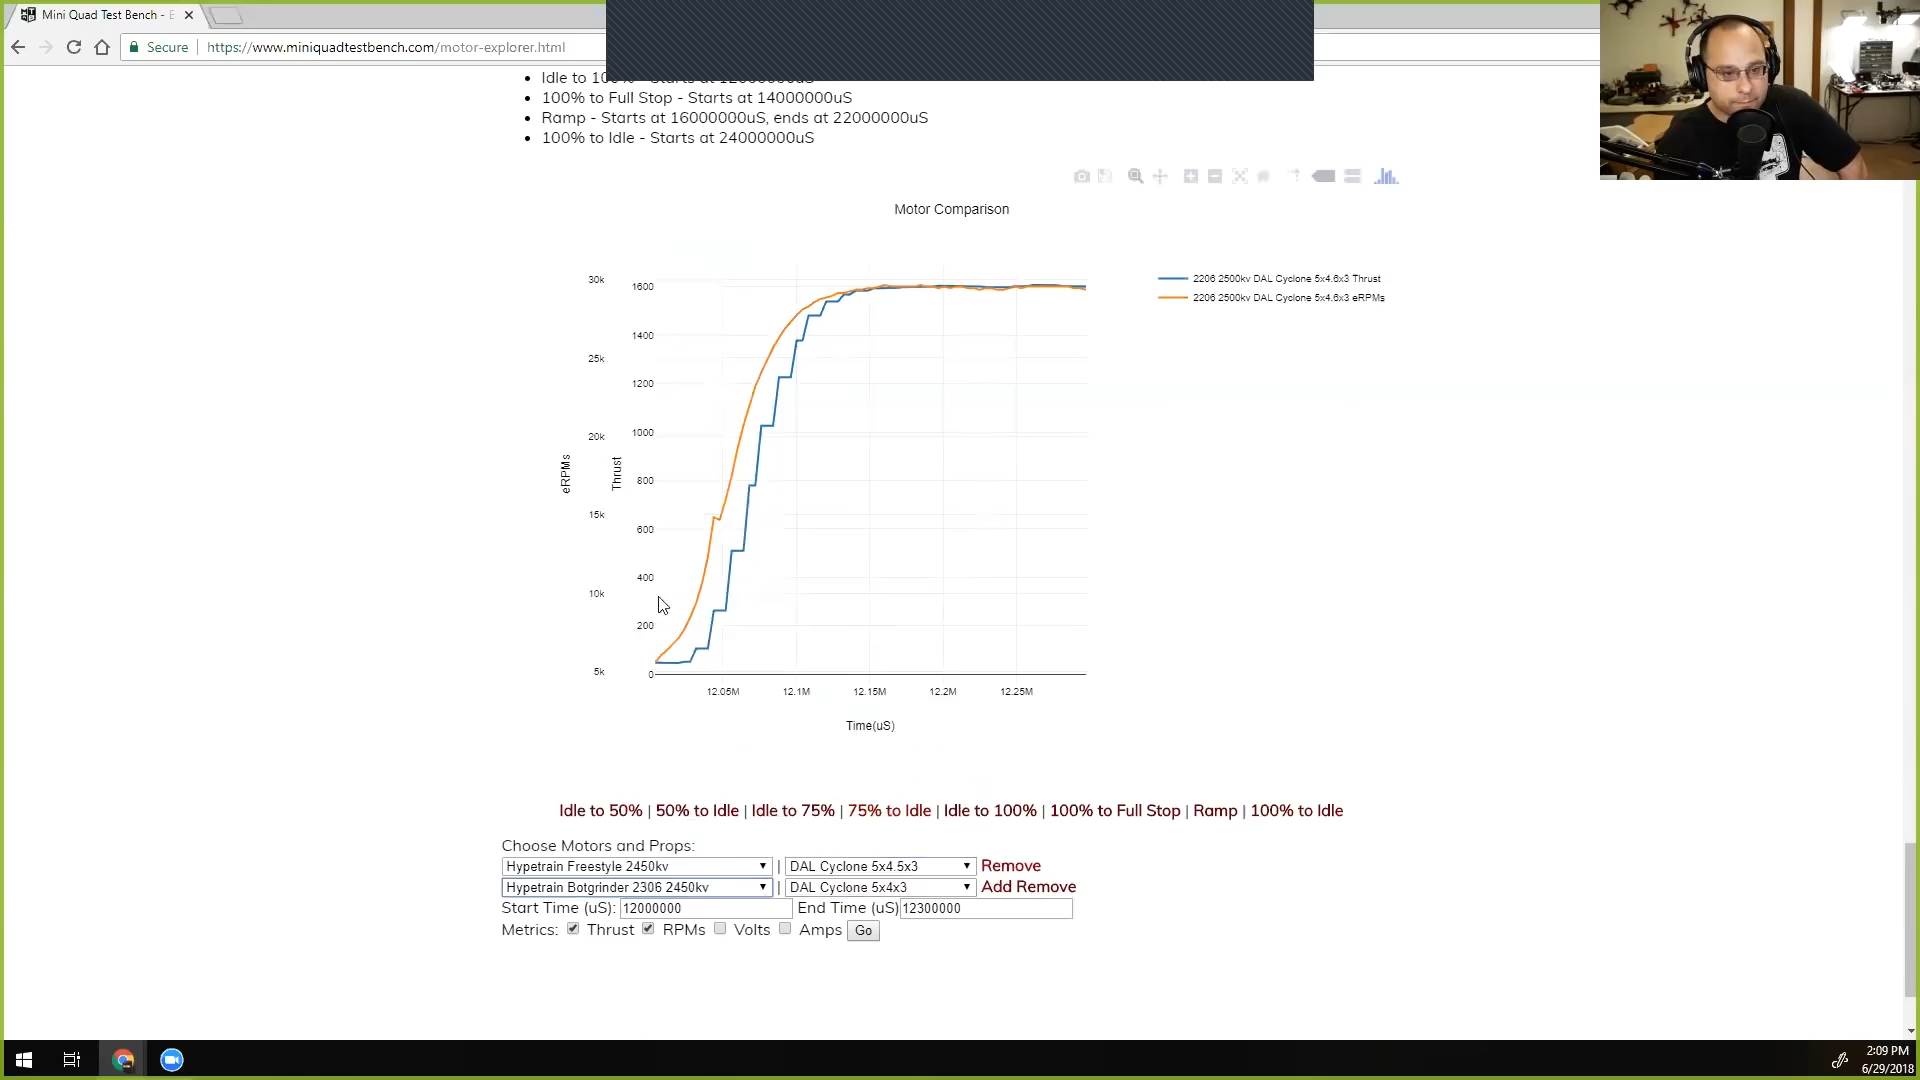 Mini Quad Test Bench - E
Secure | https://www.miniquadtestbench.com/motor-explorer.html
Idle to 100% - Starts at 12000000uS
100% to Full Stop - Starts at 14000000uS
Ramp - Starts at 16000000uS, ends at 22000000uS
100% to Idle - Starts at 24000000uS
Motor Comparison
2206 2500kv DAL Cyclone 5x4.6x3 Thrust
2206 2500kv DAL Cyclone 5x4.6x3 eRPMs
30k
25k
20k
15k
10k
5k
eRPMs
1600
1400
1200
1000
800
600
400
200
0
Thrust
12.05M 12.1M 12.15M 12.2M 12.25M
Time(uS)
Idle to 50% | 50% to Idle | Idle to 75% | 75% to Idle | Idle to 100% | 100% to Full Stop | Ramp | 100% to Idle
Choose Motors and Props:
Hypetrain Freestyle 2450kv | DAL Cyclone 5x4.5x3 Remove
Hypetrain Botgrinder 2306 2450kv | DAL Cyclone 5x4x3 Add Remove
Start Time (uS): 12000000 End Time (uS) 12300000
Metrics: Thrust RPMs Volts Amps Go
2:09 PM
6/29/2018